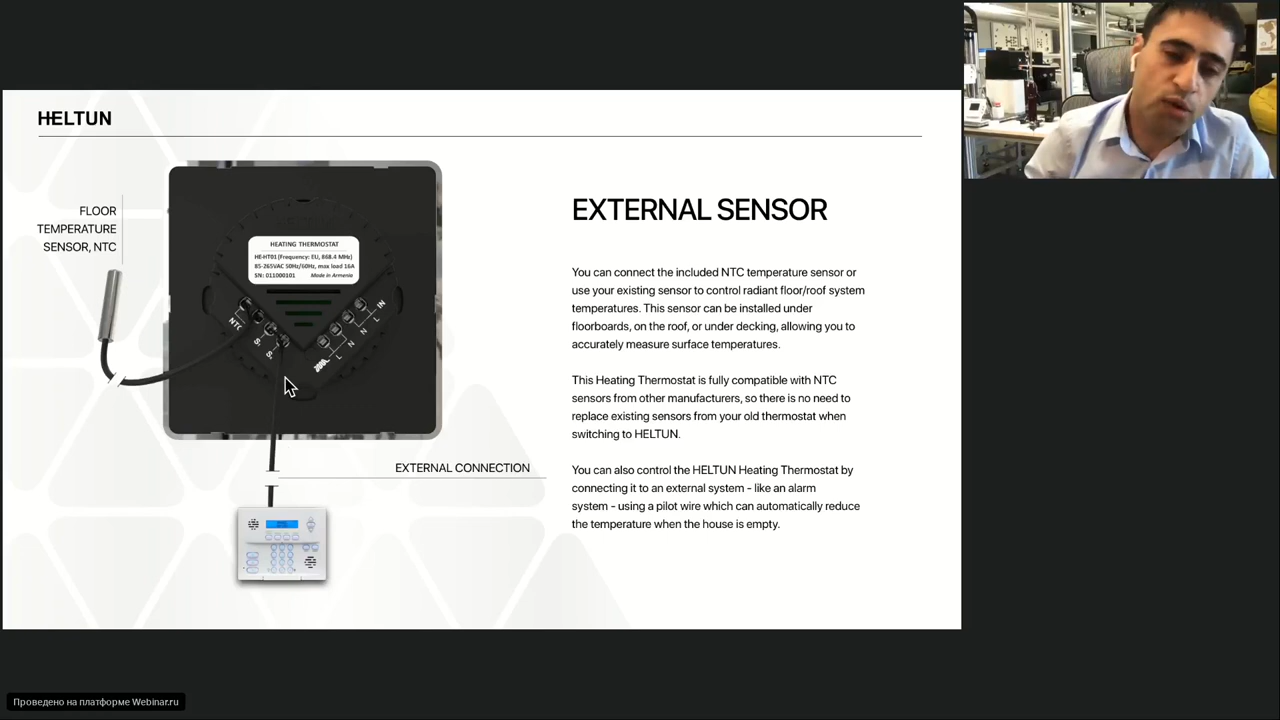 HELTUN
FLOOR
TEMPERATURE
SENSOR, NTC
HEATING THERMOSTAT
HE-HT01 (Frequency: EU, 868.4 MHz)
85-265VAC 50Hz/60Hz, max load 16A
SN: 011000101 Made in Armenia
NTC
S₁
S₂
L
N
N
L
IN
EXTERNAL CONNECTION
EXTERNAL SENSOR
You can connect the included NTC temperature sensor or
use your existing sensor to control radiant floor/roof system
temperatures. This sensor can be installed under
floorboards, on the roof, or under decking, allowing you to
accurately measure surface temperatures.
This Heating Thermostat is fully compatible with NTC
sensors from other manufacturers, so there is no need to
replace existing sensors from your old thermostat when
switching to HELTUN.
You can also control the HELTUN Heating Thermostat by
connecting it to an external system - like an alarm
system - using a pilot wire which can automatically reduce
the temperature when the house is empty.
Проведено на платформе Webinar.ru